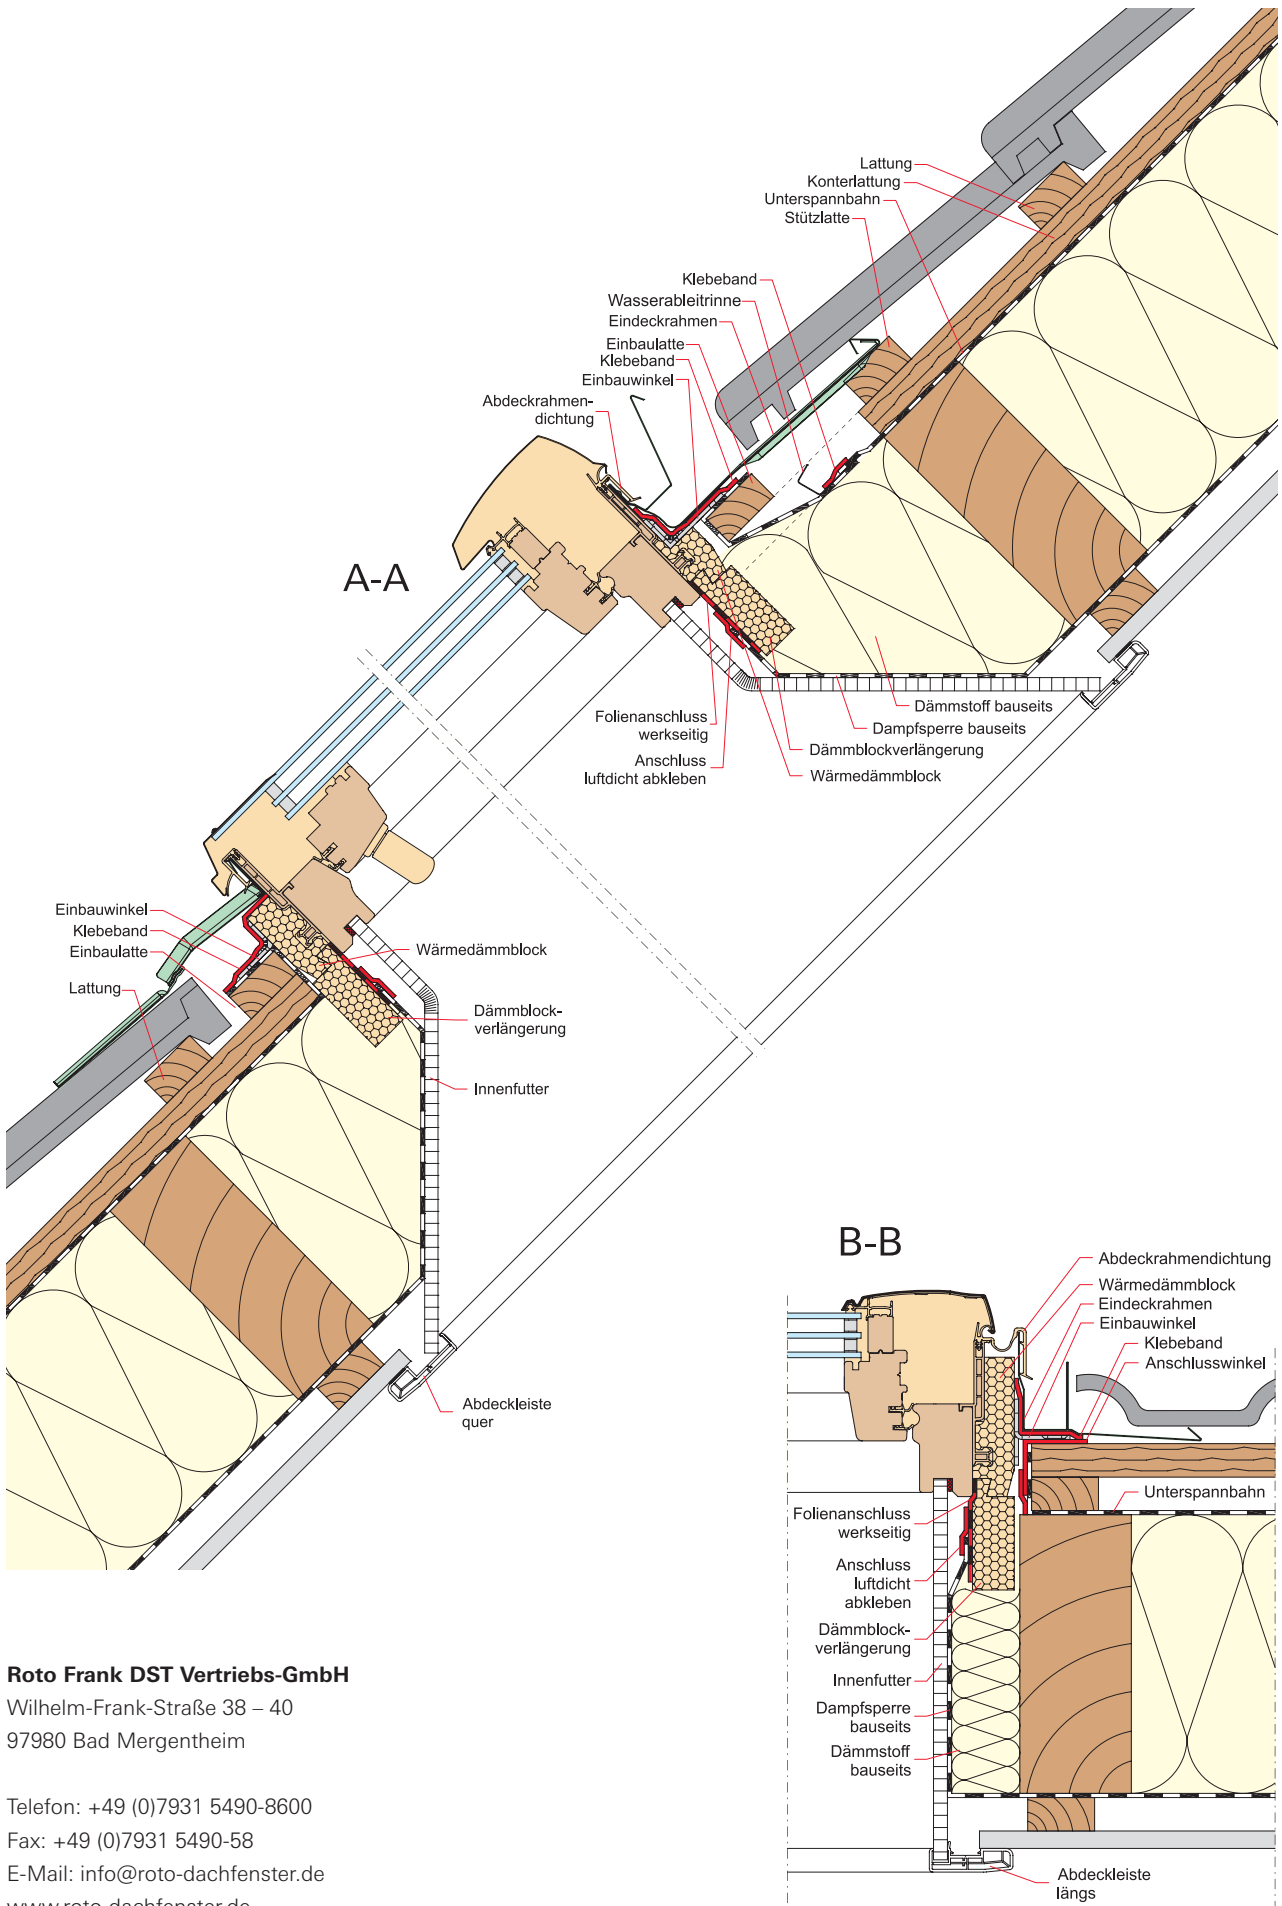 Lattung
Konterlattung
Unterspannbahn
Stützlatte
Klebeband
Wasserableitrinne
Eindeckrahmen
Einbaulatte
Klebeband
Einbauwinkel
Abdeckrahmen-
dichtung
A-A
Folienanschluss
werkseitig
Anschluss
luftdicht abkleben
Dämmstoff bauseits
Dampfsperre bauseits
Dämmblockverlängerung
Wärmedämmblock
Einbauwinkel
Klebeband
Einbaulatte
Lattung
Wärmedämmblock
Dämmblock-
verlängerung
Innenfutter
Abdeckleiste
quer
B-B
Abdeckrahmendichtung
Wärmedämmblock
Eindeckrahmen
Einbauwinkel
Klebeband
Anschlusswinkel
Unterspannbahn
Folienanschluss
werkseitig
Anschluss
luftdicht
abkleben
Dämmblock-
verlängerung
Innenfutter
Dampfsperre
bauseits
Dämmstoff
bauseits
Abdeckleiste
längs
Roto Frank DST Vertriebs-GmbH
Wilhelm-Frank-Straße 38 – 40
97980 Bad Mergentheim
Telefon: +49 (0)7931 5490-8600
Fax: +49 (0)7931 5490-58
E-Mail: info@roto-dachfenster.de
www.roto-dachfenster.de